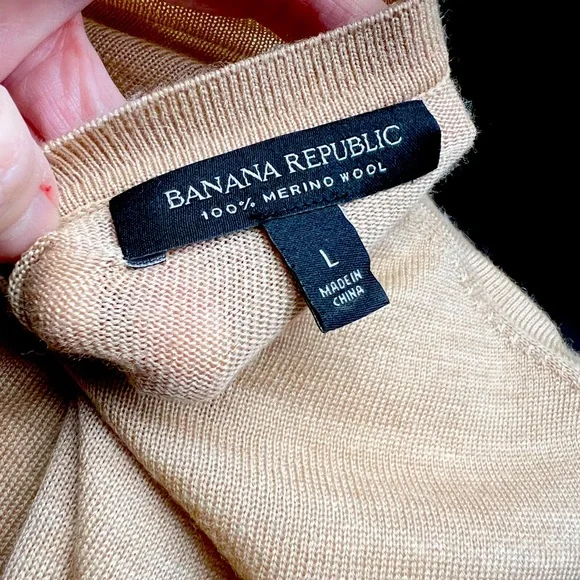 BANANA REPUBLIC
100% MERINO WOOL
L
MADE IN
CHINA